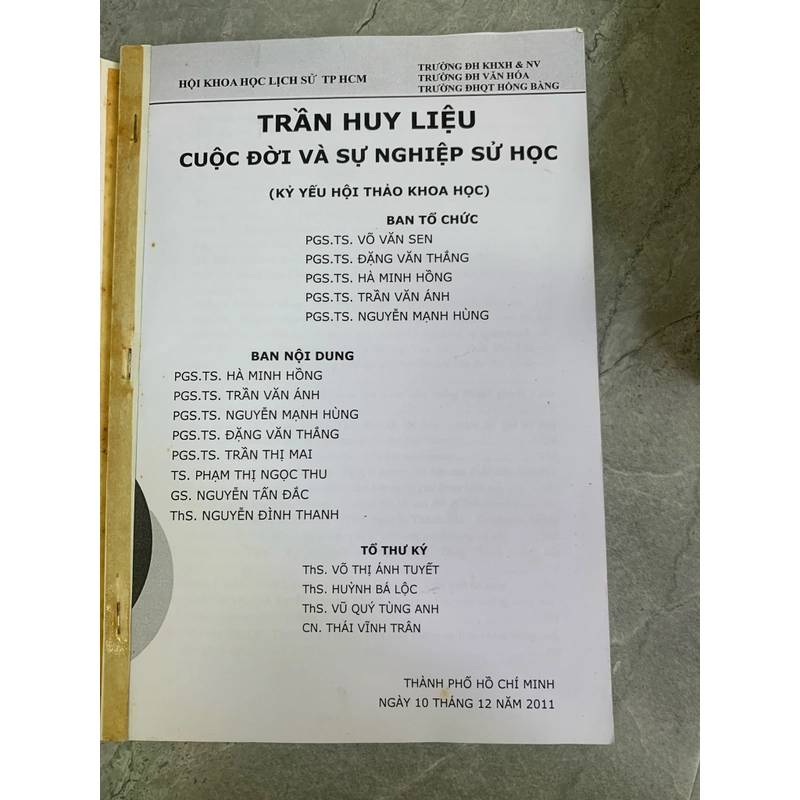 HỘI KHOA HỌC LỊCH SỬ TP HCM
TRƯỜNG ĐH KHXH & NV
TRƯỜNG ĐH VĂN HÓA
TRƯỜNG ĐHQT HỒNG BÀNG
TRẦN HUY LIỆU
CUỘC ĐỜI VÀ SỰ NGHIỆP SỬ HỌC
(KỶ YẾU HỘI THẢO KHOA HỌC)
BAN TỔ CHỨC
PGS.TS. VÕ VĂN SEN
PGS.TS. ĐẶNG VĂN THẮNG
PGS.TS. HÀ MINH HỒNG
PGS.TS. TRẦN VĂN ÁNH
PGS.TS. NGUYỄN MẠNH HÙNG
BAN NỘI DUNG
PGS.TS. HÀ MINH HỒNG
PGS.TS. TRẦN VĂN ÁNH
PGS.TS. NGUYỄN MẠNH HÙNG
PGS.TS. ĐẶNG VĂN THẮNG
PGS.TS. TRẦN THỊ MAI
TS. PHẠM THỊ NGỌC THU
GS. NGUYỄN TẤN ĐẮC
ThS. NGUYỄN ĐÌNH THANH
TỔ THƯ KÝ
ThS. VÕ THỊ ÁNH TUYẾT
ThS. HUỲNH BÁ LỘC
ThS. VŨ QUÝ TÙNG ANH
CN. THÁI VĨNH TRÂN
THÀNH PHỐ HỒ CHÍ MINH
NGÀY 10 THÁNG 12 NĂM 2011